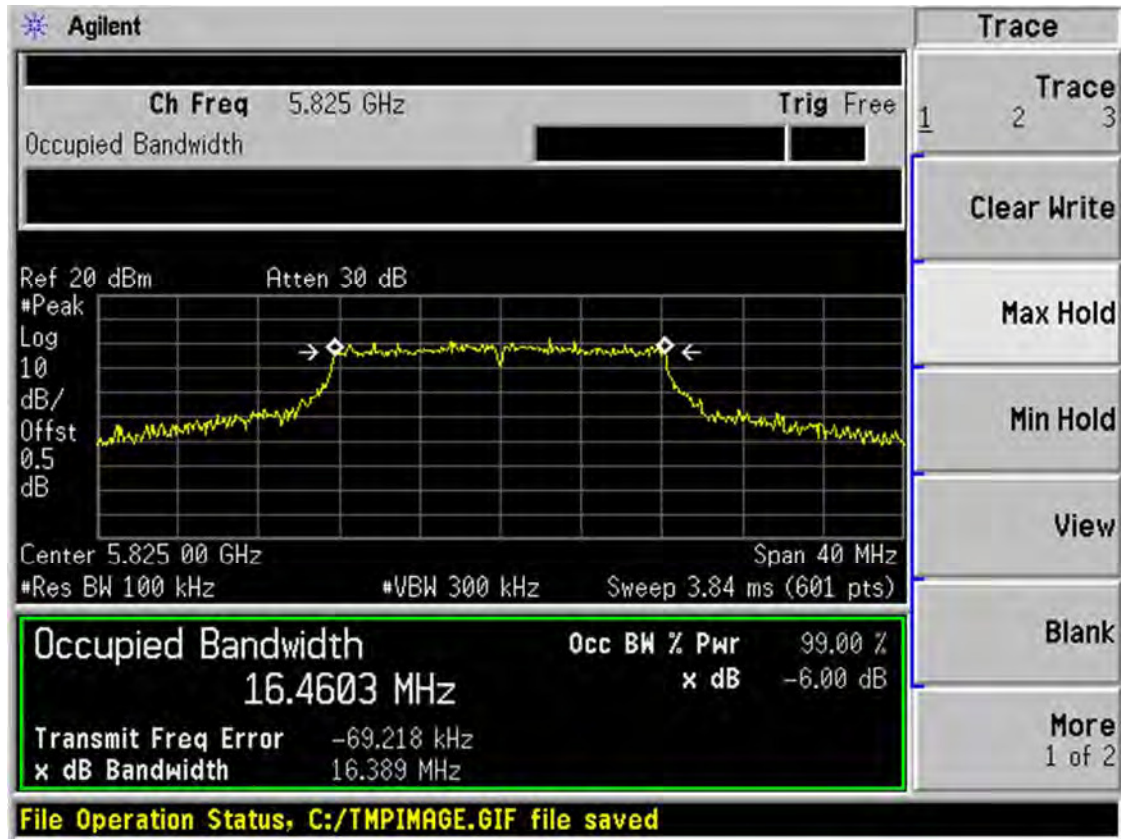 Agilent
Trace
Ch Freq 5.825 GHz Trig Free
Occupied Bandwidth
Trace
1 2 3
Clear Write
Max Hold
Min Hold
View
Blank
More
1 of 2
Ref 20 dBm Atten 30 dB
#Peak
Log
10
dB/
Offst
0.5
dB
Center 5.825 00 GHz Span 40 MHz
#Res BW 100 kHz #VBW 300 kHz Sweep 3.84 ms (601 pts)
Occupied Bandwidth
16.4603 MHz
Occ BW % Pwr 99.00 %
x dB -6.00 dB
Transmit Freq Error -69.218 kHz
x dB Bandwidth 16.389 MHz
File Operation Status, C:/TMPIMAGE.GIF file saved